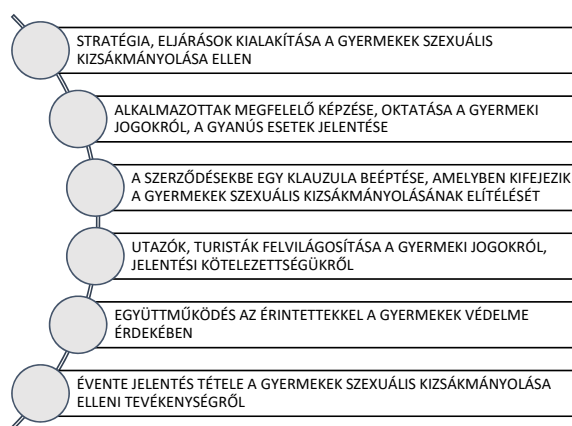 STRATÉGIA, ELJÁRÁSOK KIALAKÍTÁSA A GYERMEKEK SZEXUÁLIS
KIZSÁKMÁNYOLÁSA ELLEN
ALKALMAZOTTAK MEGFELELŐ KÉPZÉSE, OKTATÁSA A GYERMEKI
JOGOKRÓL, A GYANÚS ESETEK JELENTÉSE
A SZERZŐDÉSEKBE EGY KLAUZULA BEÉPTÉSE, AMELYBEN KIFEJEZIK
A GYERMEKEK SZEXUÁLIS KIZSÁKMÁNYOLÁSÁNAK ELÍTÉLÉSÉT
UTAZÓK, TURISTÁK FELVILÁGOSÍTÁSA A GYERMEKI JOGOKRÓL,
JELENTÉSI KÖTELEZETTSÉGÜKRŐL
EGYÜTTMŰKÖDÉS AZ ÉRINTETTEKKEL A GYERMEKEK VÉDELME
ÉRDEKÉBEN
ÉVENTE JELENTÉS TÉTELE A GYERMEKEK SZEXUÁLIS KIZSÁKMÁNYOLÁSA
ELLENI TEVÉKENYSÉGRŐL